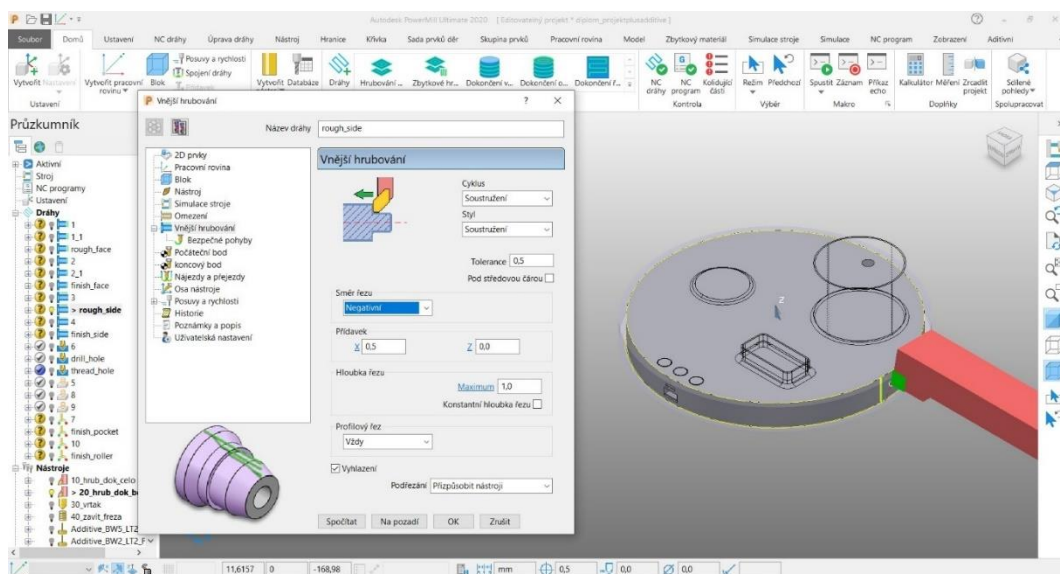 Autodesk PowerMill Ultimate 2020 [ Editovatelný projekt * diplom_projektplusadditive ]
Soubor Domů Ustavení NC dráhy Úprava dráhy Nástroj Hranice Křivka Sada prvků děr Skupina prvků Pracovní rovina Model Zbytkový materiál Simulace stroje Simulace NC program Zobrazení Aditivní
Posuvy a rychlosti
Spojení dráhy
Vytvořit Nastavení
Vytvořit pracovní rovinu
Blok
Vytvořit Databáze
Dráhy Hrubování ... Zbytkové hr... Dokončení v... Dokončení o... Dokončení ř...
NC dráhy
NC program
Kolidující části
Režim Předchozí
Spustit Záznam Příkaz echo
Kalkulátor Měření Zrcadlit projekt
Sdílené pohledy
Ustavení Kontrola Výběr Makro Doplňky Spolupracovat
Průzkumník
Aktivní
Stroj
NC programy
Ustavení
Dráhy
1
1_1
rough_face
2
2_1
finish_face
3
> rough_side
4
finish_side
6
drill_hole
thread_hole
5
8
9
7
finish_pocket
10
finish_roller
Nástroje
10_hrub_dok_celo
> 20_hrub_dok_b
30_vrtak
40_zavit_freza
Additive_BW5_LT2
Additive_BW2_LT2_F
Vnější hrubování
? ×
Název dráhy rough_side
2D prvky
Pracovní rovina
Blok
Nástroj
Simulace stroje
Omezení
Vnější hrubování
Bezpečné pohyby
Počáteční bod
koncový bod
Nájezdy a přejezdy
Osa nástroje
Posuvy a rychlosti
Historie
Poznámky a popis
Uživatelská nastavení
Vnější hrubování
Cyklus
Soustružení
Styl
Soustružení
Tolerance 0,5
Pod středovou čárou
Směr řezu
Negativní
Přídavek
X 0,5 Z 0,0
Hloubka řezu
Maximum 1,0
Konstantní hloubka řezu
Profilový řez
Vždy
Vyhlazení
Podřezání Přizpůsobit nástroji
Spočítat Na pozadí OK Zrušit
Z
11,6157 0 -168,98 mm 0,5 0,0 0,0